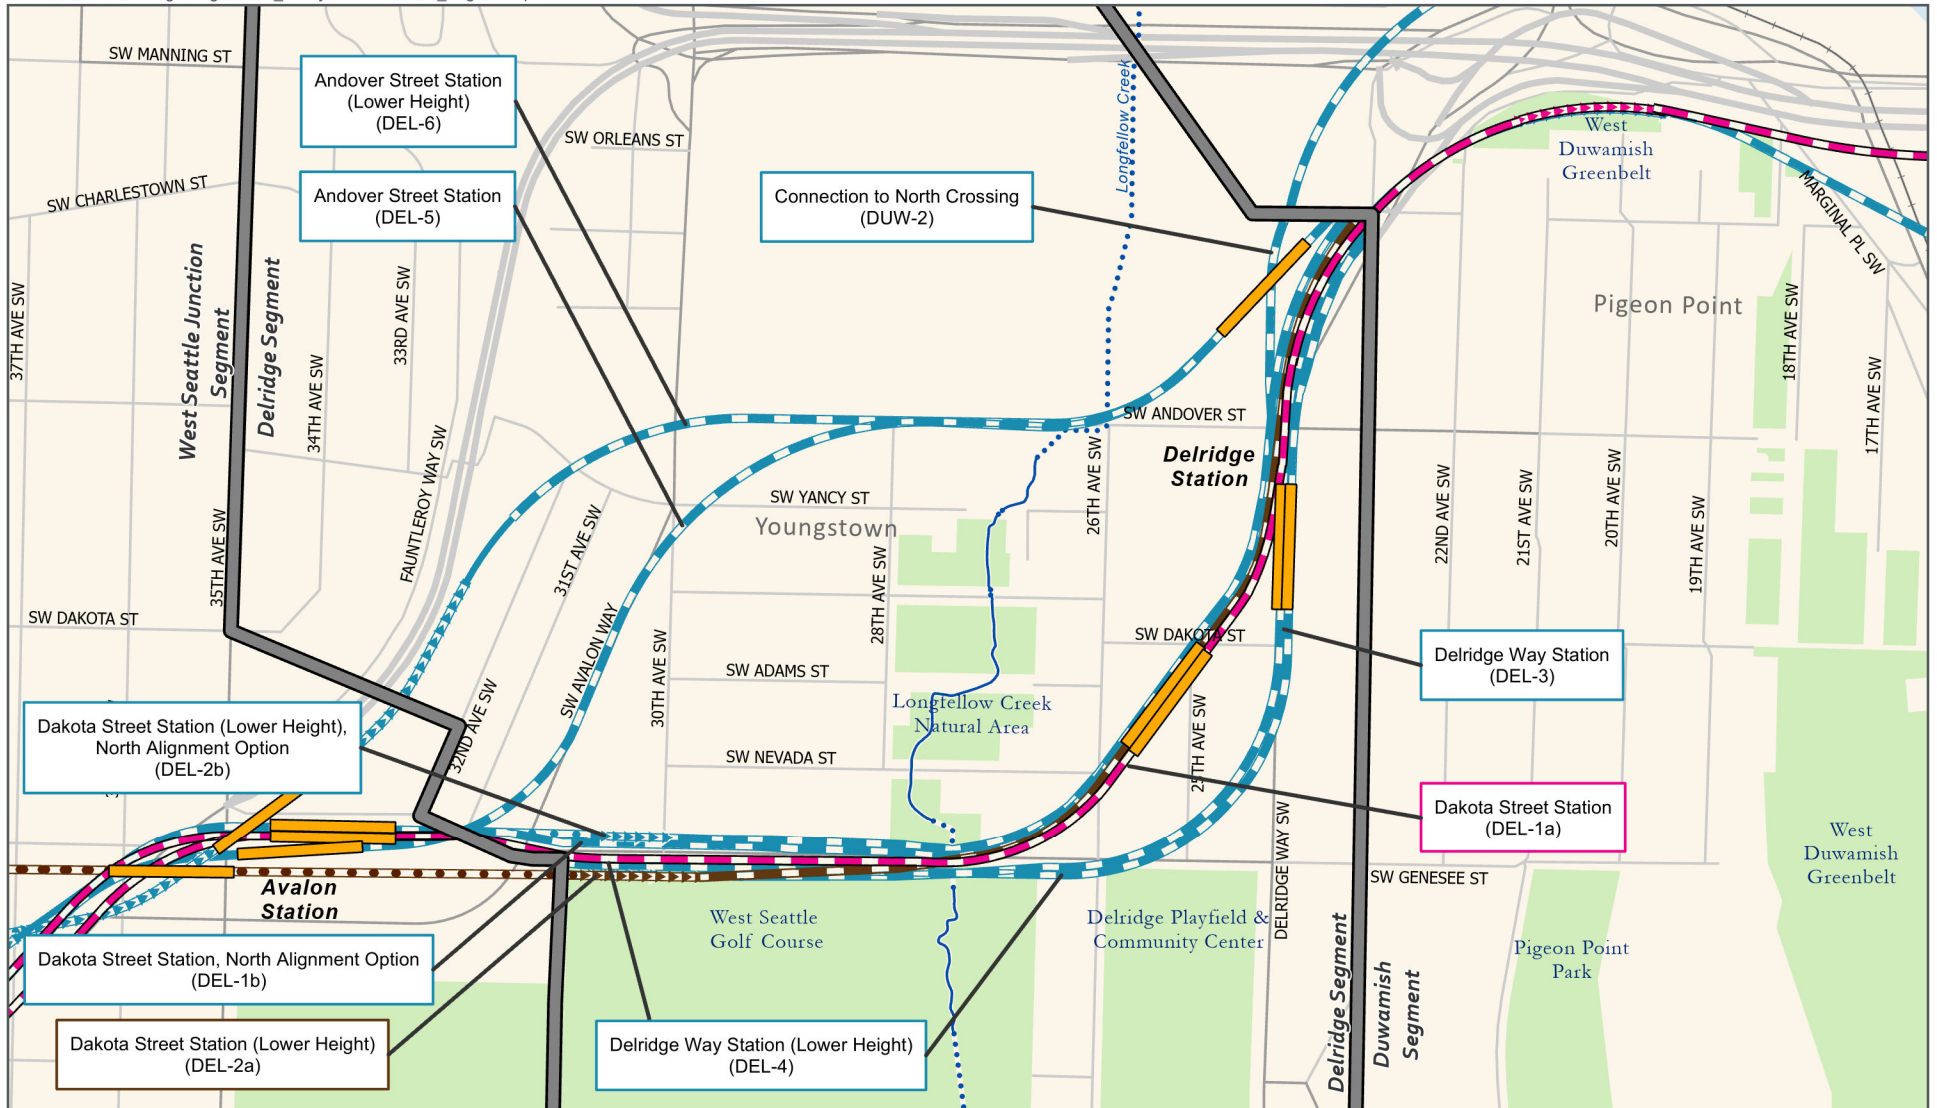 SW MANNING ST
Andover Street Station
(Lower Height)
(DEL-6)
SW ORLEANS ST
Longfellow Creek
West
Duwamish
Greenbelt
SW CHARLESTOWN ST
Andover Street Station
(DEL-5)
Connection to North Crossing
(DUW-2)
MARGINAL PL SW
West Seattle Junction
Segment
Delridge Segment
37TH AVE SW
34TH AVE SW
33RD AVE SW
Pigeon Point
18TH AVE SW
17TH AVE SW
SW ANDOVER ST
Delridge
Station
FAUNTLEROY WAY SW
SW YANCY ST
Youngstown
26TH AVE SW
22ND AVE SW
21ST AVE SW
20TH AVE SW
19TH AVE SW
35TH AVE SW
31ST AVE SW
28TH AVE SW
SW DAKOTA ST
SW AVALON WAY
30TH AVE SW
SW DAKOTA ST
Delridge Way Station
(DEL-3)
SW ADAMS ST
Longfellow Creek
Natural Area
32ND AVE SW
25TH AVE SW
Dakota Street Station (Lower Height),
North Alignment Option
(DEL-2b)
SW NEVADA ST
Dakota Street Station
(DEL-1a)
DELRIDGE WAY SW
West
Duwamish
Greenbelt
SW GENESEE ST
Avalon
Station
West Seattle
Golf Course
Delridge Playfield &
Community Center
Pigeon Point
Park
Dakota Street Station, North Alignment Option
(DEL-1b)
Delridge Segment
Duwamish
Segment
Dakota Street Station (Lower Height)
(DEL-2a)
Delridge Way Station (Lower Height)
(DEL-4)